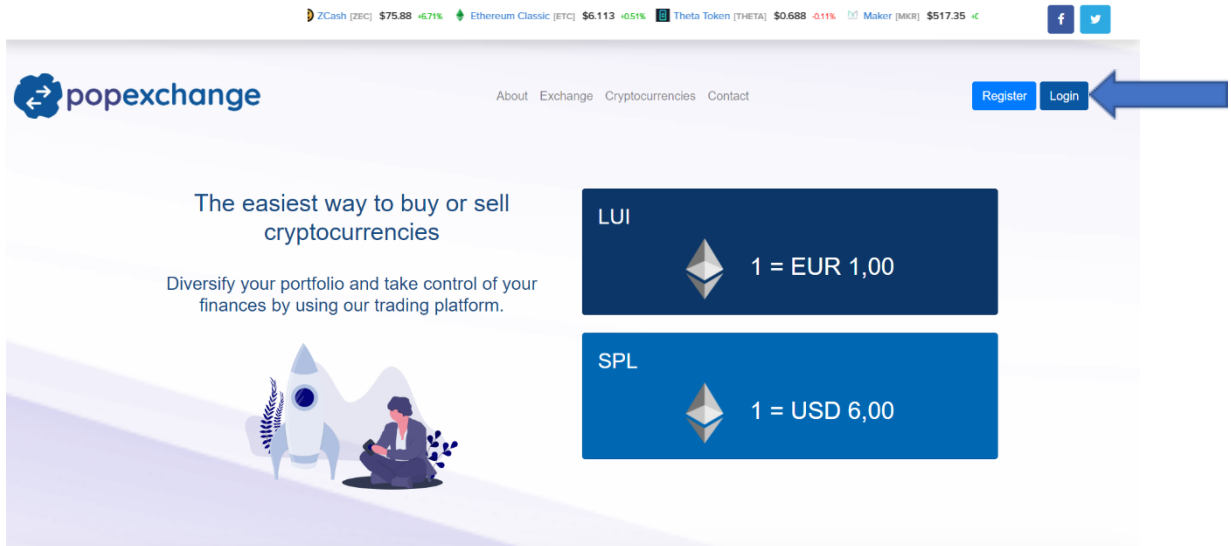 ZCash [ZEC] $75.88 +6.71% Ethereum Classic [ETC] $6.113 +0.51% Theta Token [THETA] $0.688 -0.11% Maker [MKR] $517.35
popexchange
About Exchange Cryptocurrencies Contact
Register Login
The easiest way to buy or sell
cryptocurrencies
Diversify your portfolio and take control of your
finances by using our trading platform.
LUI
1 = EUR 1,00
SPL
1 = USD 6,00